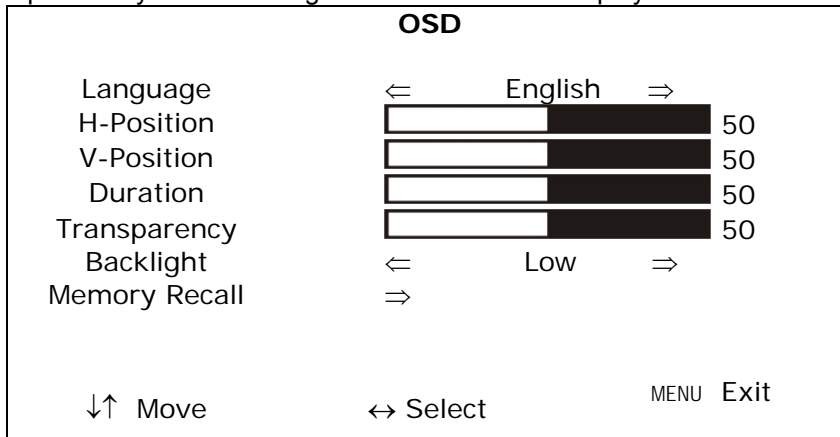 OSD
Language ⇐ English ⇒
H-Position 50
V-Position 50
Duration 50
Transparency 50
Backlight ⇐ Low ⇒
Memory Recall ⇒
↓↑ Move ↔ Select MENU Exit